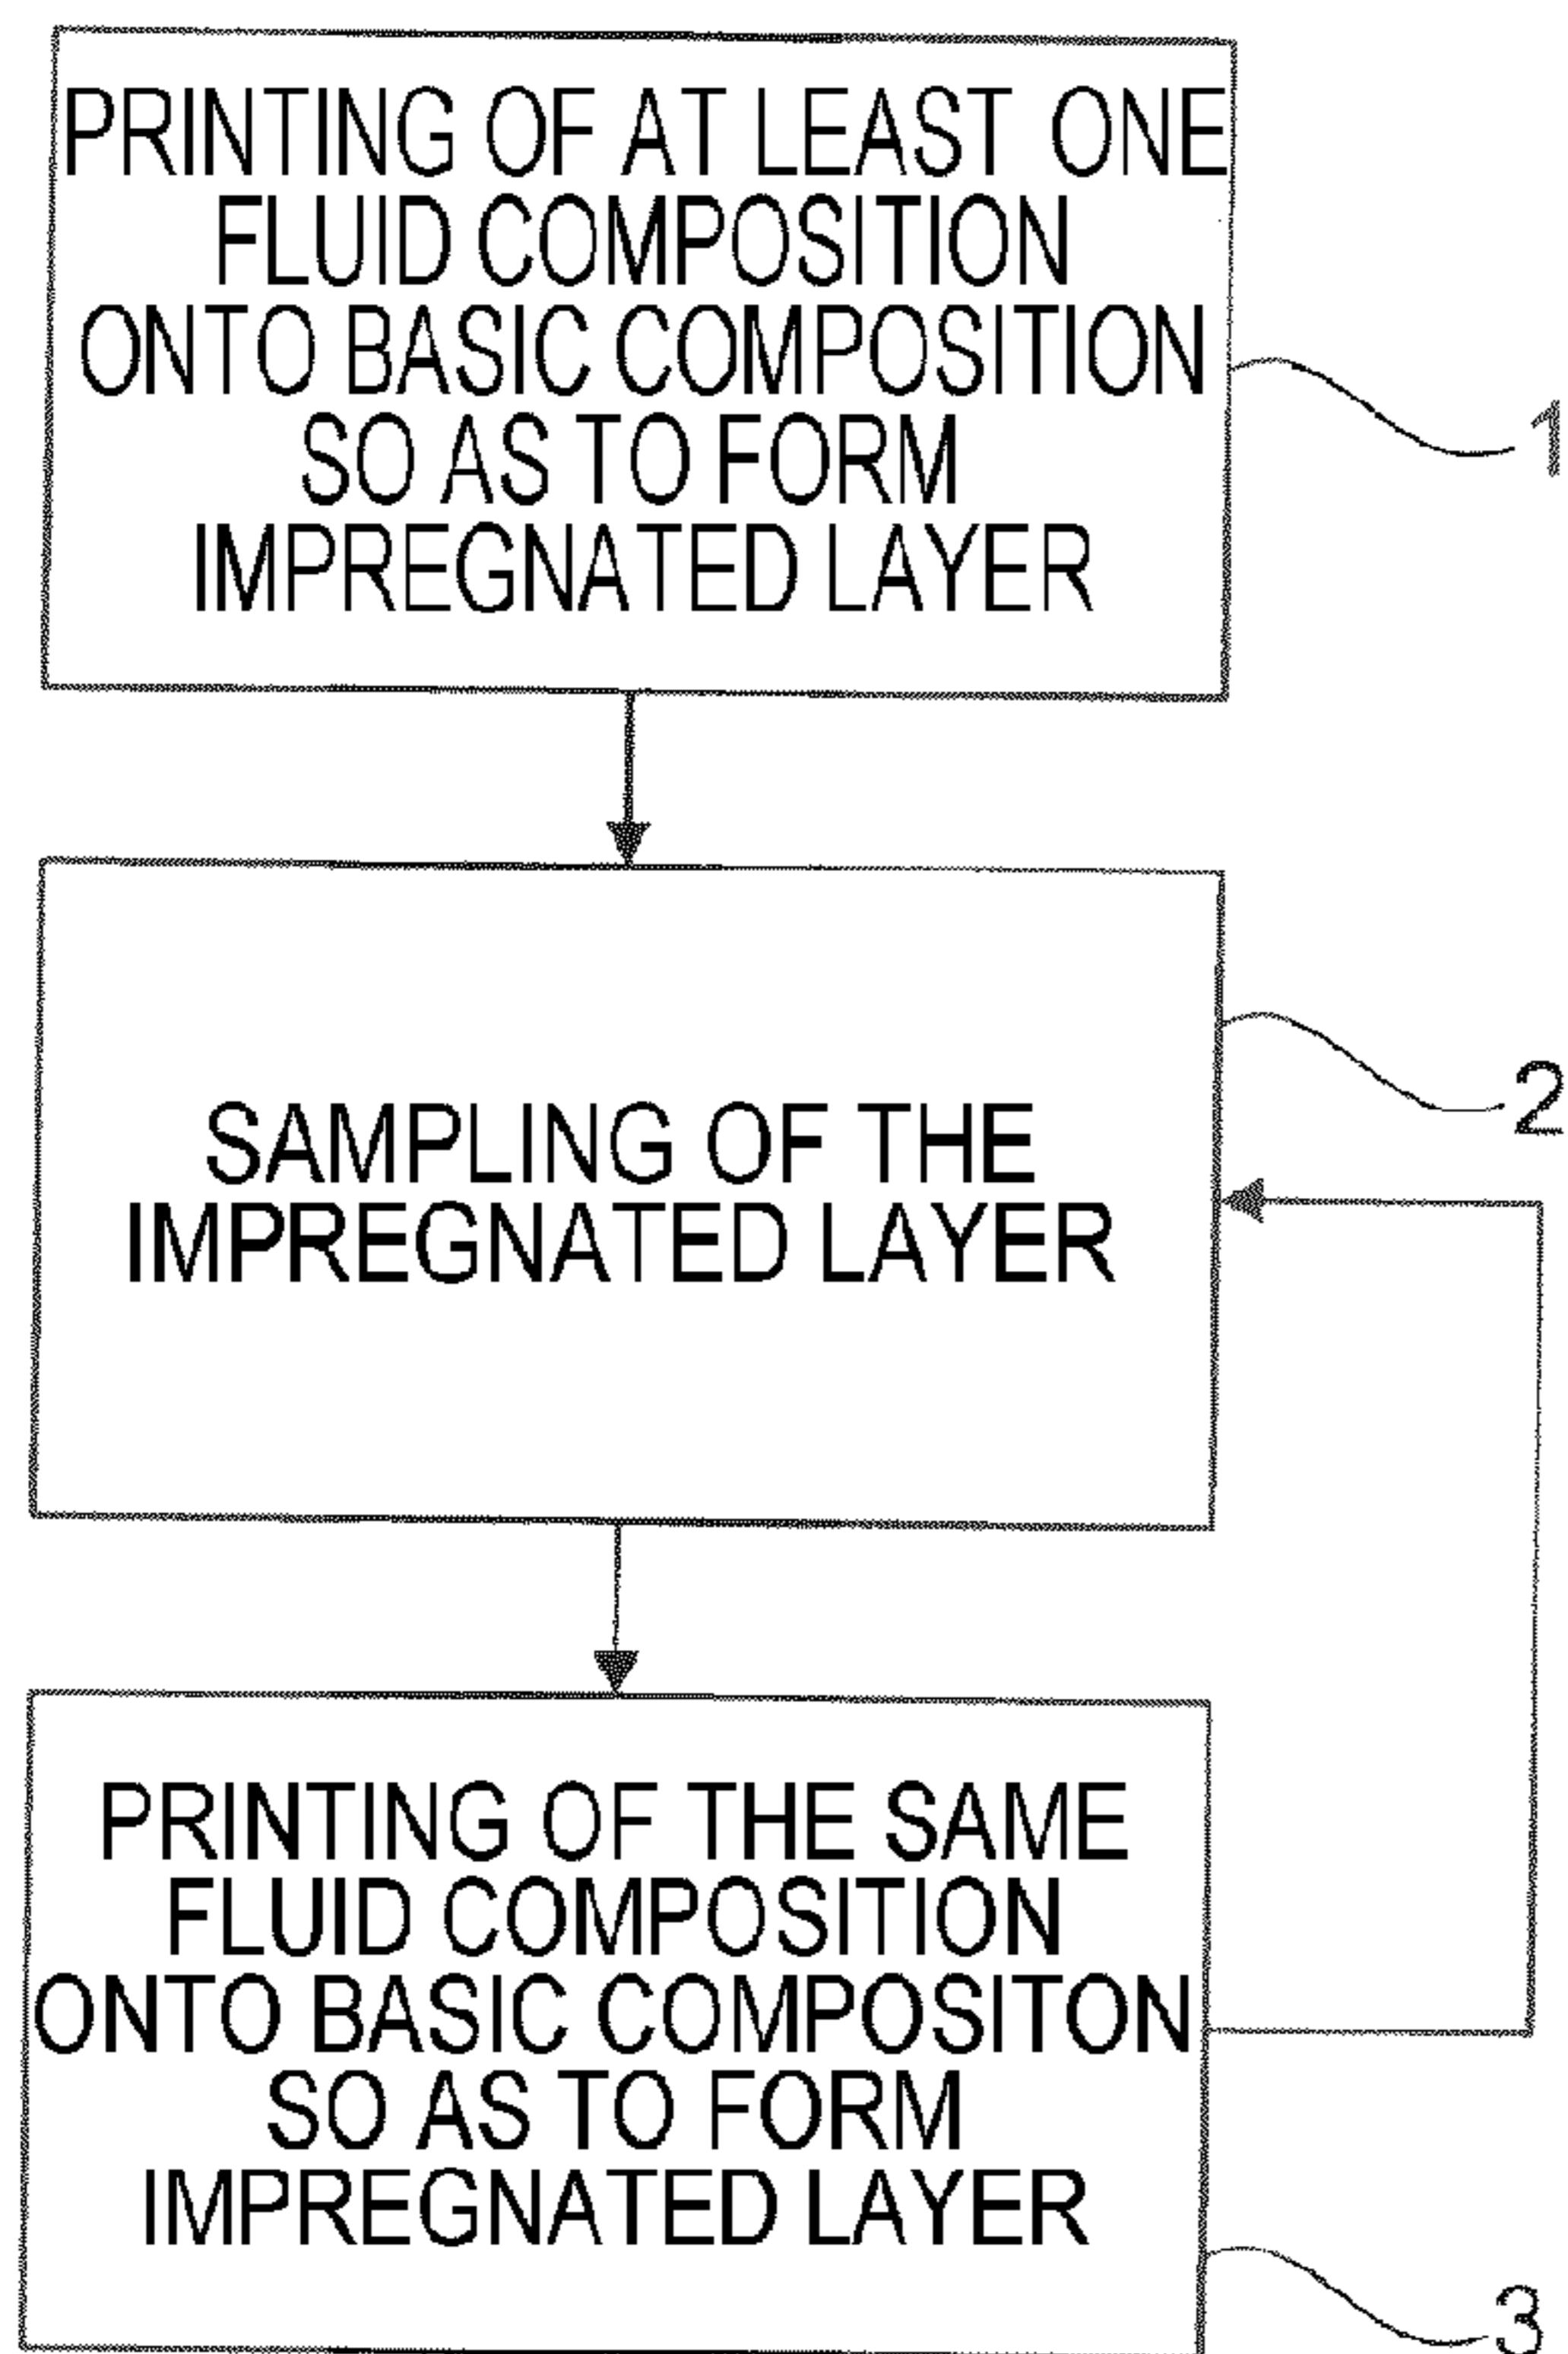 PRINTING OF AT LEAST ONE
FLUID COMPOSITION
ONTO BASIC COMPOSITION
SO AS TO FORM
IMPREGNATED LAYER
1
SAMPLING OF THE
IMPREGNATED LAYER
2
PRINTING OF THE SAME
FLUID COMPOSITION
ONTO BASIC COMPOSITON
SO AS TO FORM
IMPREGNATED LAYER
3